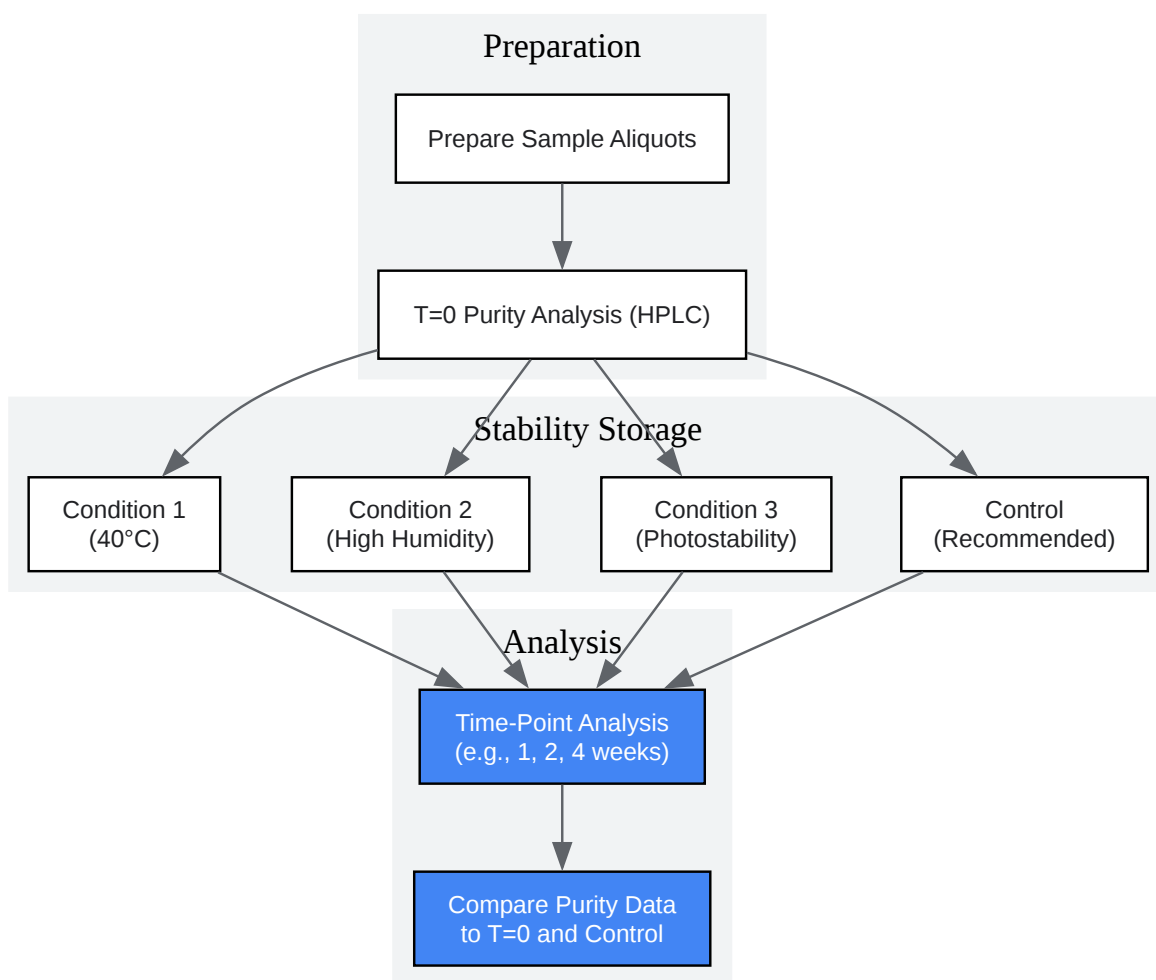 Preparation
Prepare Sample Aliquots
T=0 Purity Analysis (HPLC)
Stability Storage
Condition 1
(40°C)
Condition 2
(High Humidity)
Condition 3
(Photostability)
Control
(Recommended)
Analysis
Time-Point Analysis
(e.g., 1, 2, 4 weeks)
Compare Purity Data
to T=0 and Control